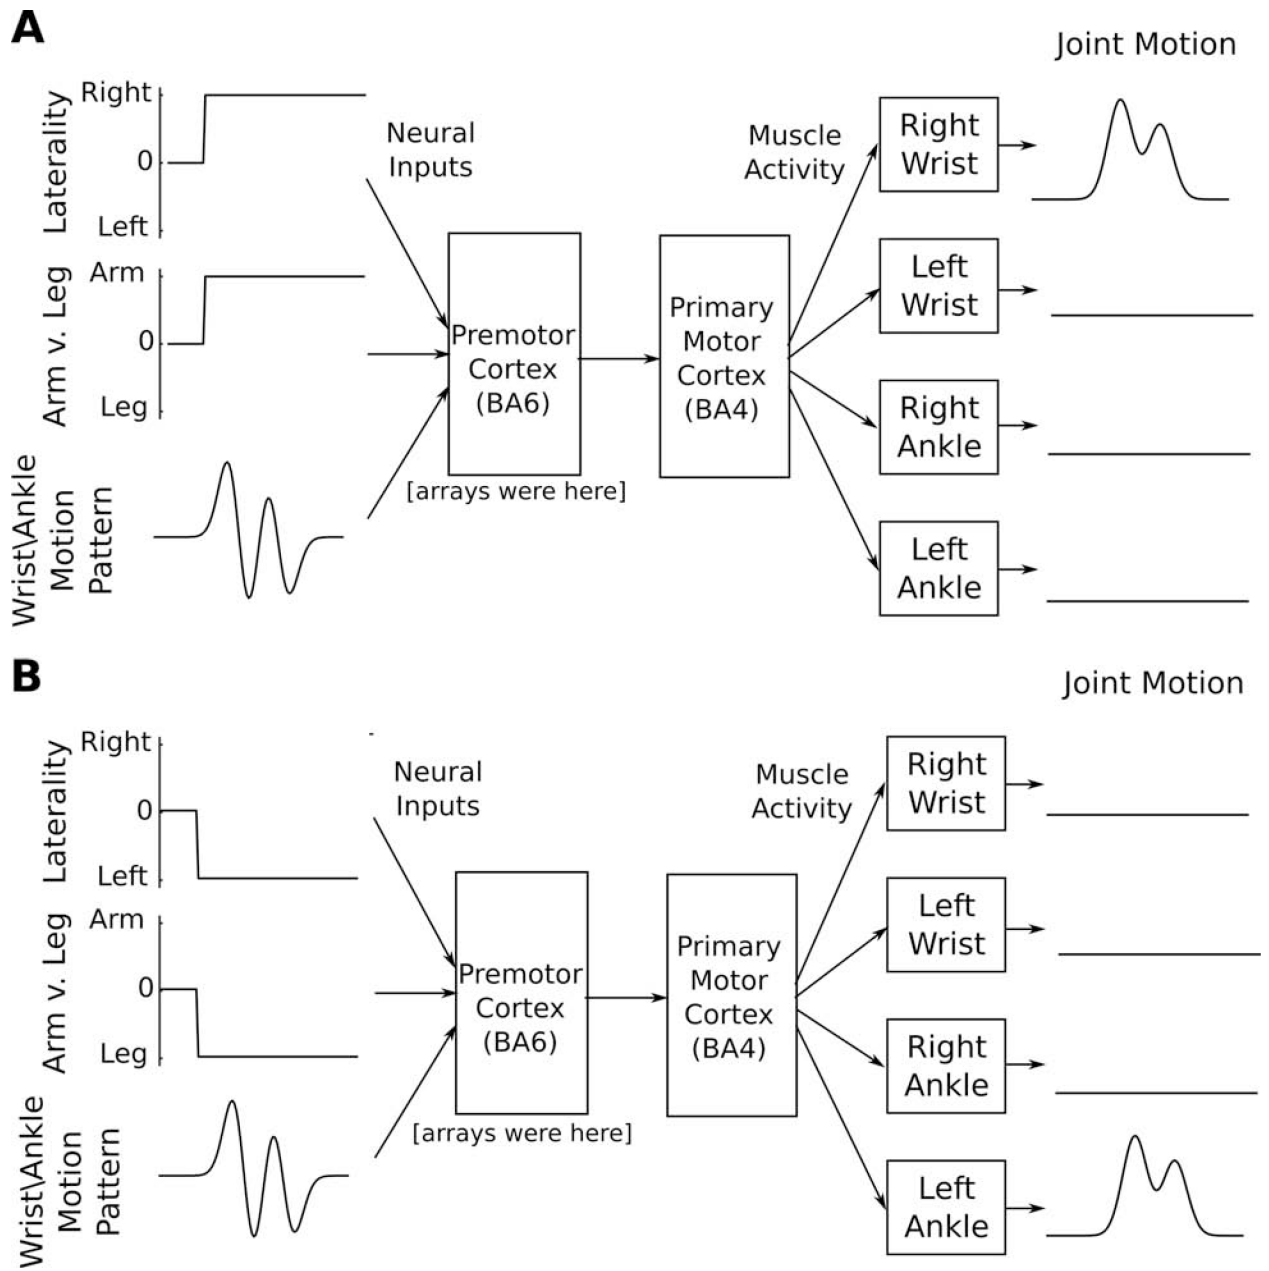 A
Joint Motion
Laterality
Right
0
Left
Neural
Inputs
Muscle
Activity
Right
Wrist
Arm v. Leg
Arm
0
Leg
Premotor
Cortex
(BA6)
[arrays were here]
Primary
Motor
Cortex
(BA4)
Left
Wrist
Right
Ankle
Left
Ankle
Wrist\Ankle
Motion
Pattern
B
Joint Motion
Laterality
Right
0
Left
Neural
Inputs
Muscle
Activity
Right
Wrist
Arm v. Leg
Arm
0
Leg
Premotor
Cortex
(BA6)
[arrays were here]
Primary
Motor
Cortex
(BA4)
Left
Wrist
Right
Ankle
Left
Ankle
Wrist\Ankle
Motion
Pattern